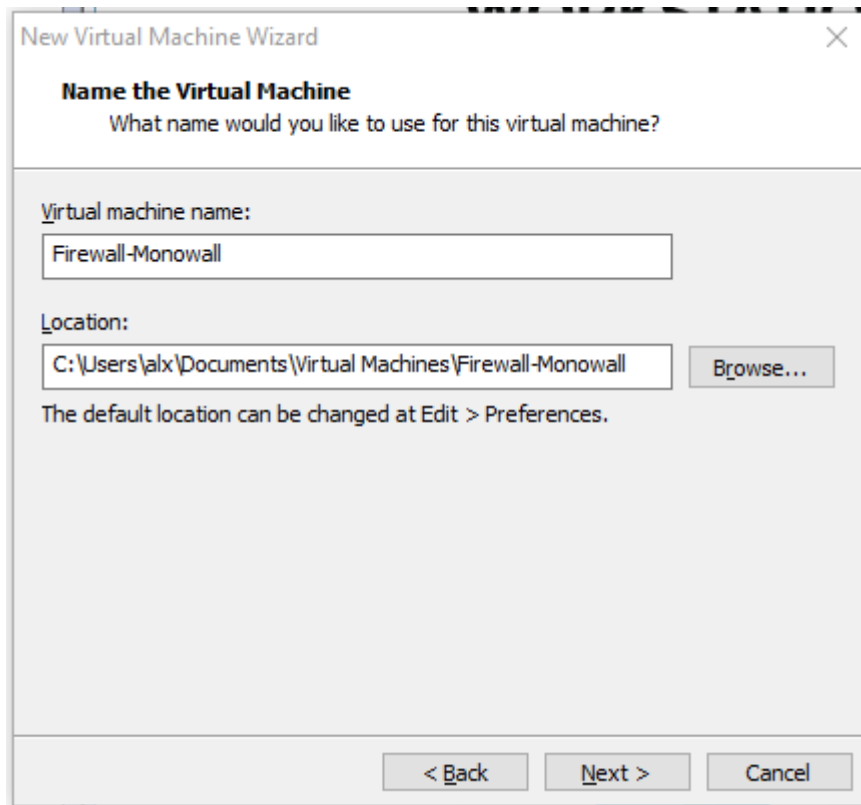 New Virtual Machine Wizard
Name the Virtual Machine
What name would you like to use for this virtual machine?
Virtual machine name:
Firewall-Monowall
Location:
C:\Users\alx\Documents\Virtual Machines\Firewall-Monowall
Browse...
The default location can be changed at Edit > Preferences.
< Back
Next >
Cancel